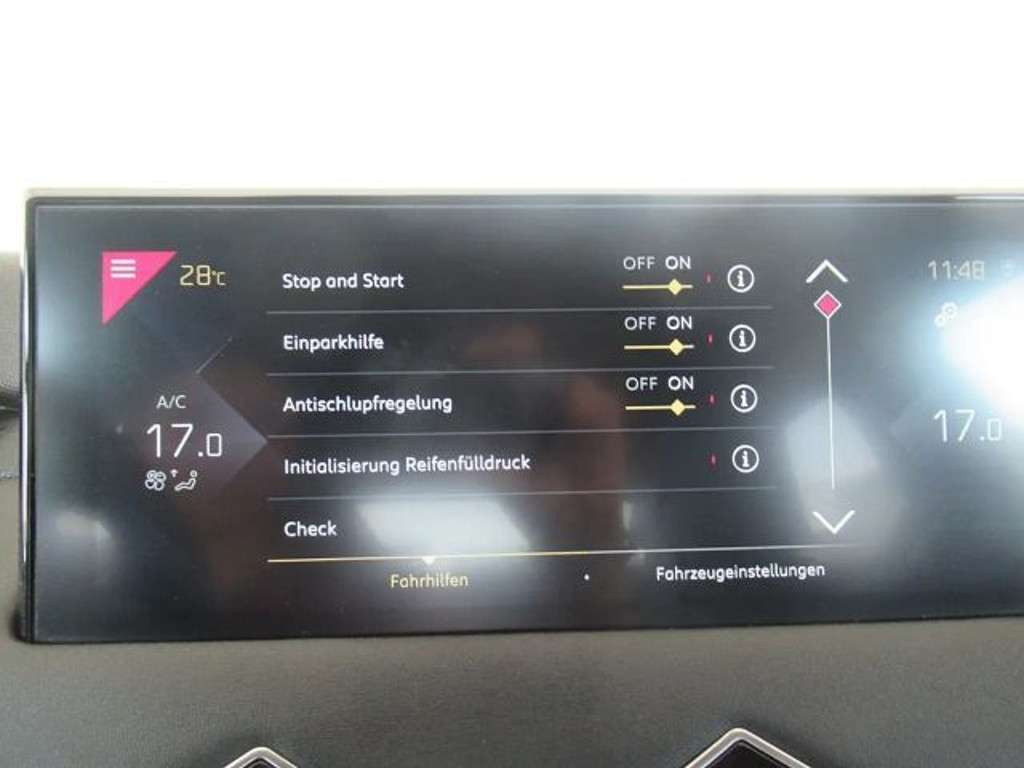 28°C
Stop and Start OFF ON
11:48
Einparkhilfe OFF ON
A/C
17.0
Antischlupfregelung OFF ON
17.0
Initialisierung Reifenfülldruck
Check
Fahrhilfen
Fahrzeugeinstellungen